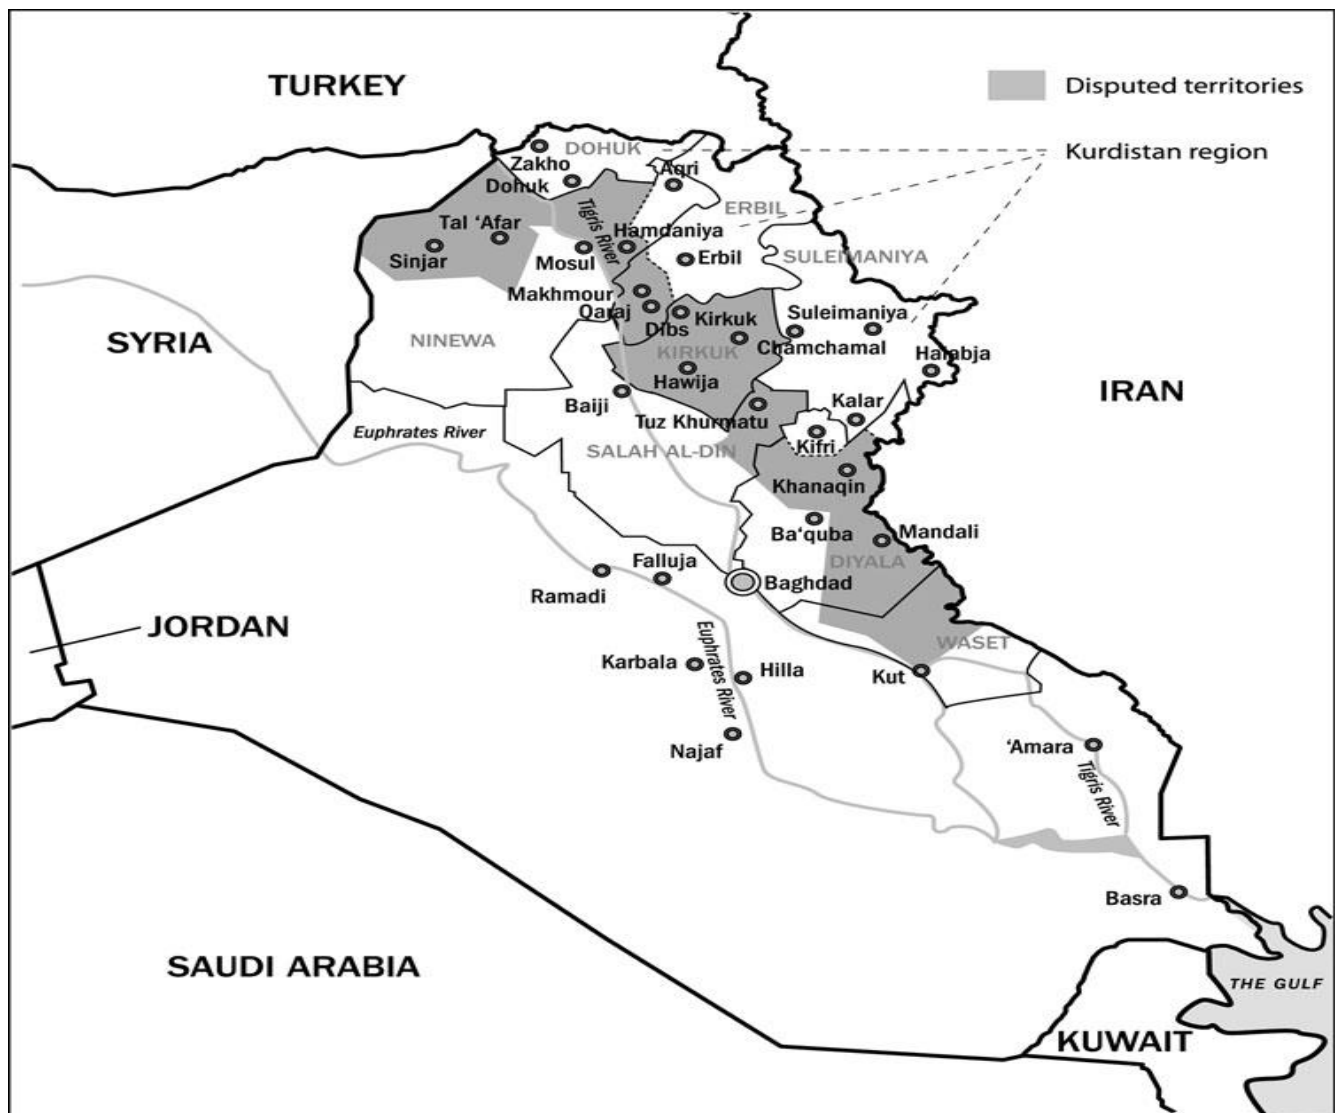 TURKEY
Disputed territories
DOHUK
Kurdistan region
Zakho
Aqri
Dohuk
ERBIL
Tal ‘Afar
Tigris River
Hamdaniya
Sinjar
Mosul
Erbil
SULEIMANIYA
Makhmour
Qaraj
Kirkuk
Suleimaniya
SYRIA
NINEWA
Dibs
KIRKUK
Chamchamal
Halabja
Hawija
IRAN
Baiji
Tuz Khurmatu
Kalar
Euphrates River
SALAH AL-DIN
Kifri
Khanaqin
Ba‘quba
Mandali
Falluja
DIYALA
Ramadi
Baghdad
JORDAN
Euphrates River
WASET
Karbala
Hilla
Kut
Najaf
‘Amara
Tigris River
Basra
SAUDI ARABIA
THE GULF
KUWAIT